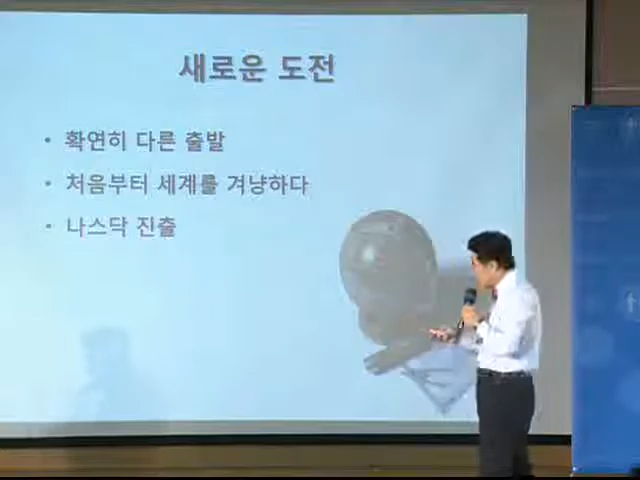 새로운 도전
• 확연히 다른 출발
• 처음부터 세계를 겨냥하다
• 나스닥 진출